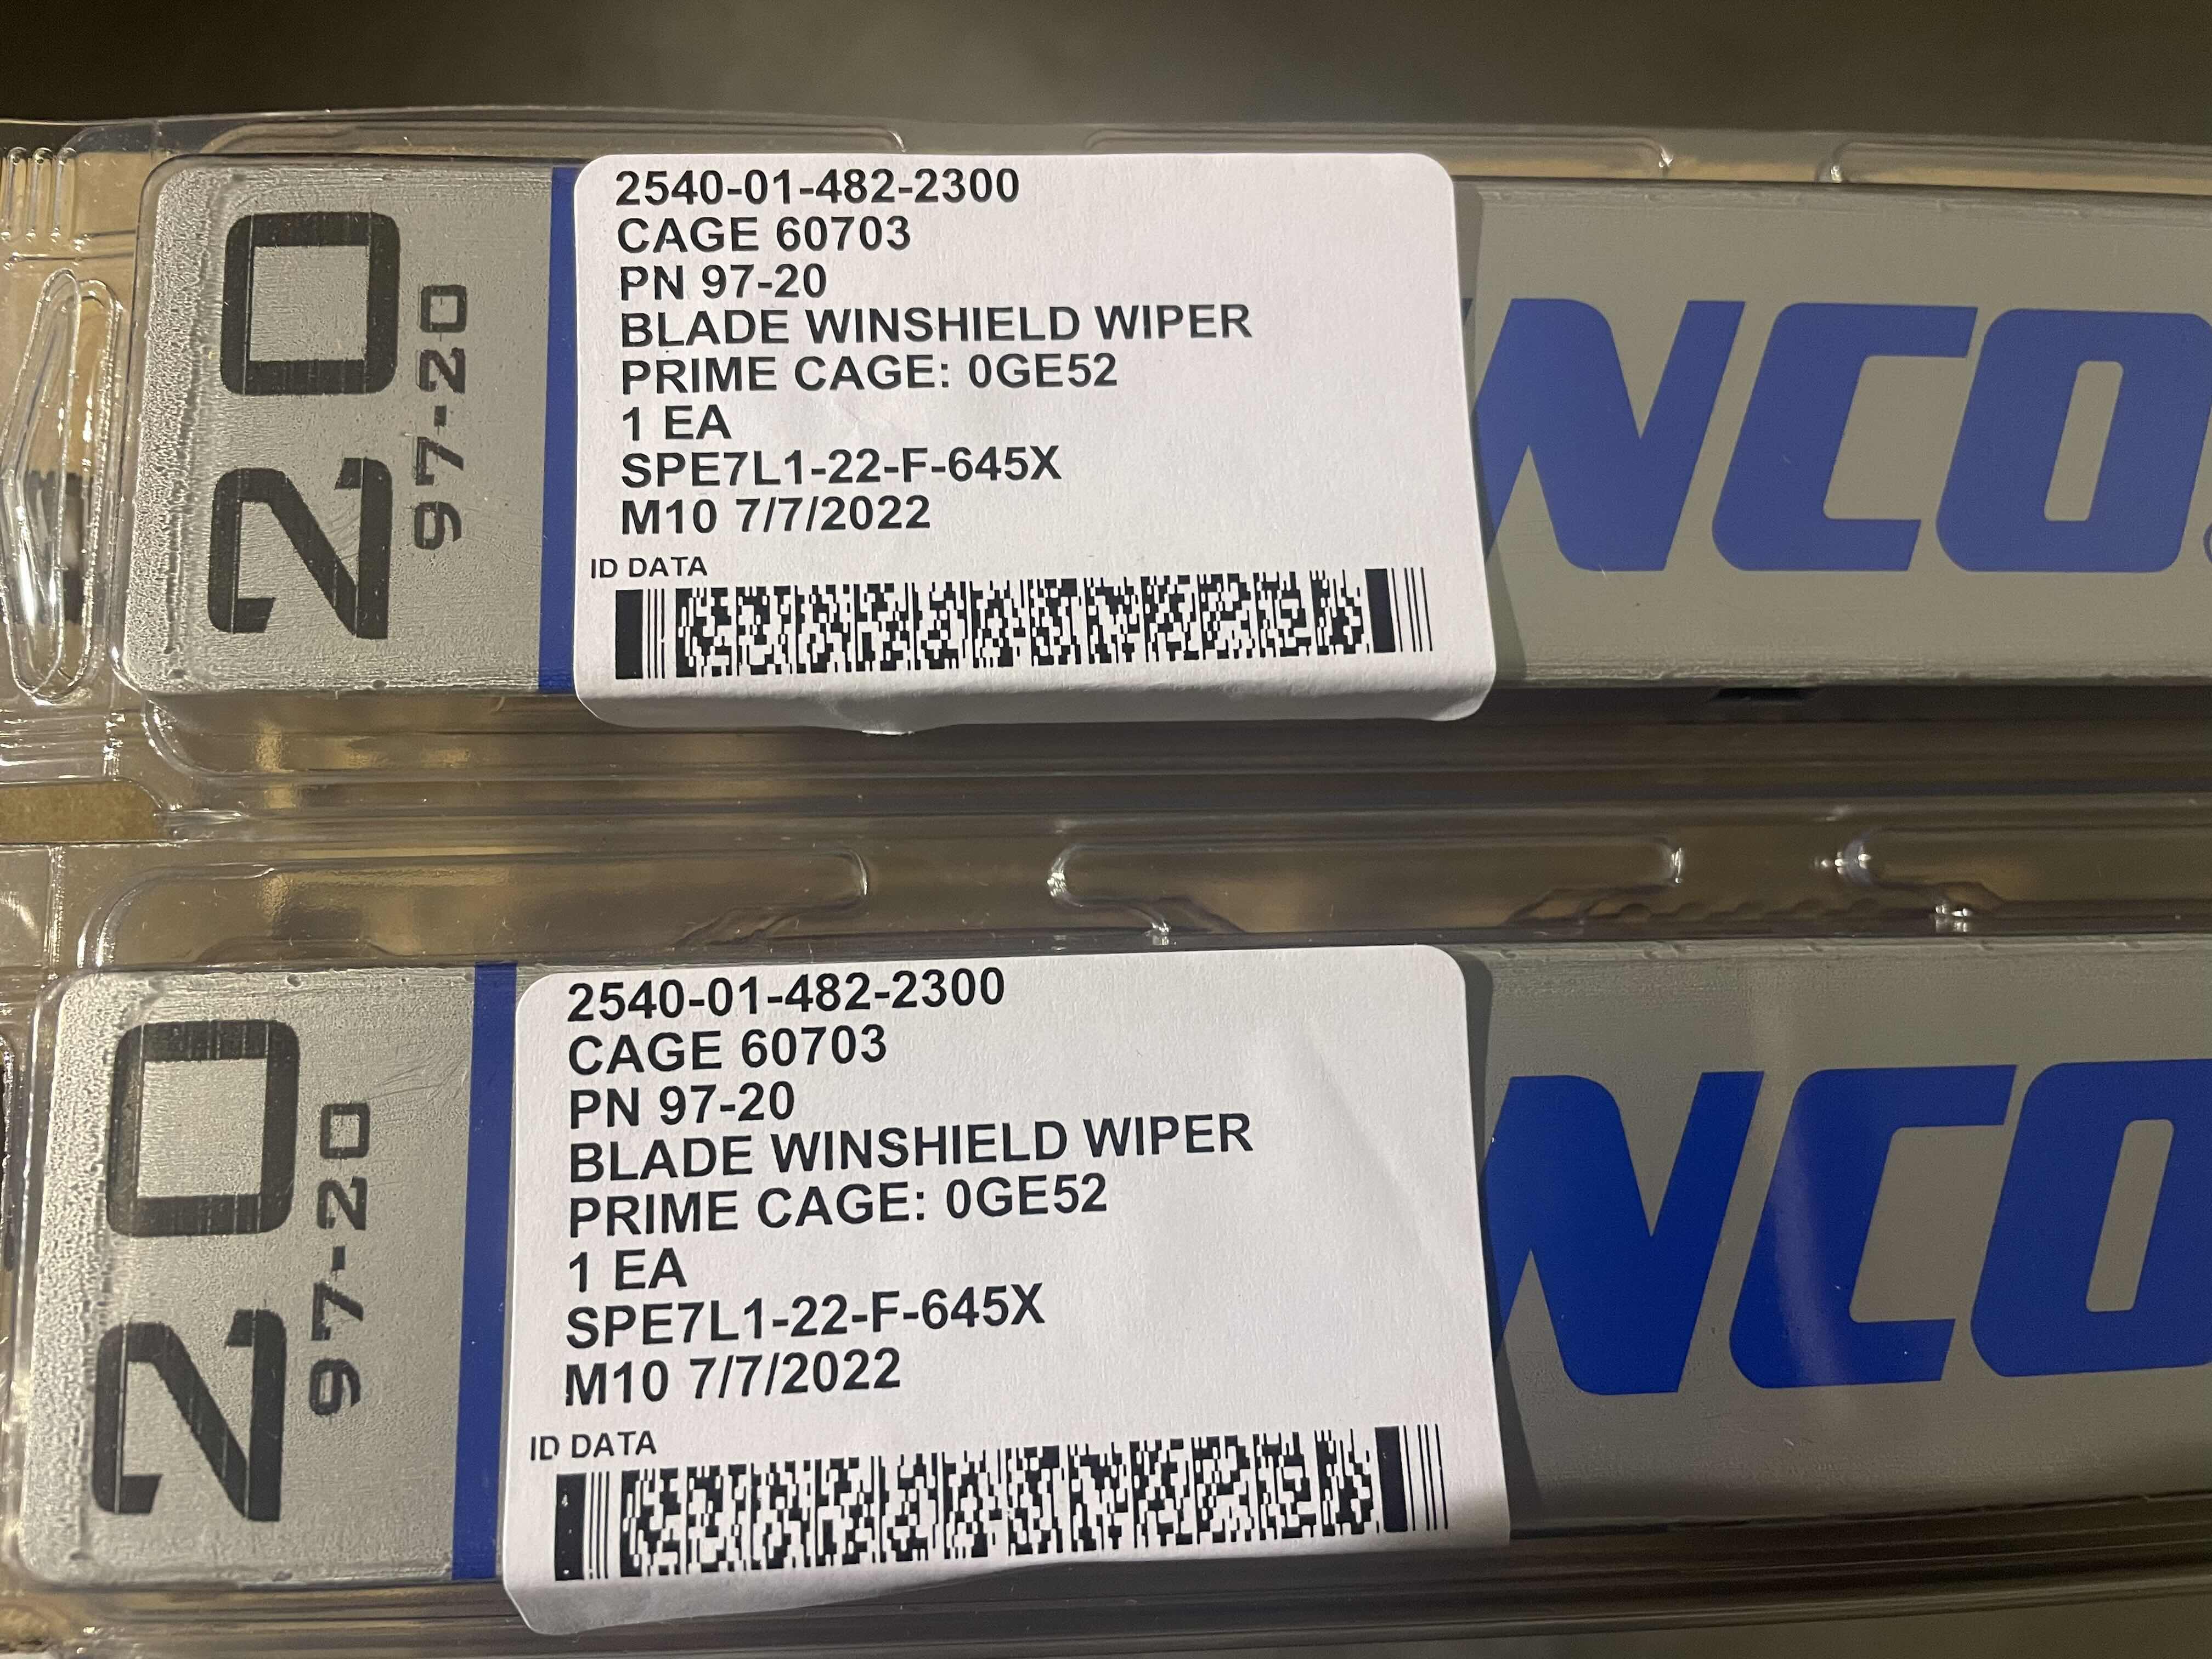 20
97-20
2540-01-482-2300
CAGE 60703
PN 97-20
BLADE WINSHIELD WIPER
PRIME CAGE: 0GE52
1 EA
SPE7L1-22-F-645X
M10 7/7/2022
ID DATA
NCO
20
97-20
2540-01-482-2300
CAGE 60703
PN 97-20
BLADE WINSHIELD WIPER
PRIME CAGE: 0GE52
1 EA
SPE7L1-22-F-645X
M10 7/7/2022
ID DATA
NCO